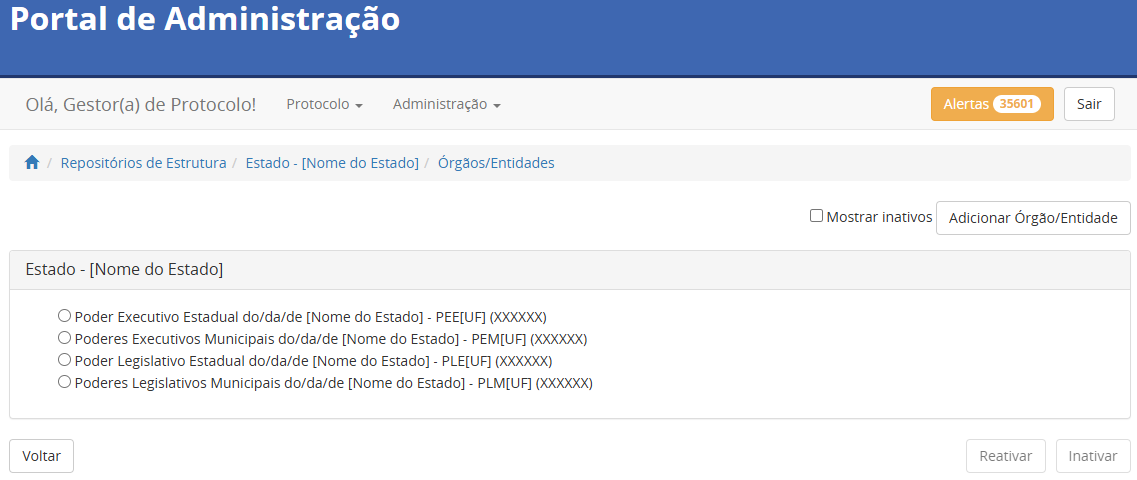 Portal de Administração
Olá, Gestor(a) de Protocolo! Protocolo Administração Alertas 35601 Sair
/ Repositórios de Estrutura / Estado - [Nome do Estado] / Órgãos/Entidades
Mostrar inativos Adicionar Órgão/Entidade
Estado - [Nome do Estado]
Poder Executivo Estadual do/da/de [Nome do Estado] - PEE[UF] (XXXXXX)
Poderes Executivos Municipais do/da/de [Nome do Estado] - PEM[UF] (XXXXXX)
Poder Legislativo Estadual do/da/de [Nome do Estado] - PLE[UF] (XXXXXX)
Poderes Legislativos Municipais do/da/de [Nome do Estado] - PLM[UF] (XXXXXX)
Voltar Reativar Inativar